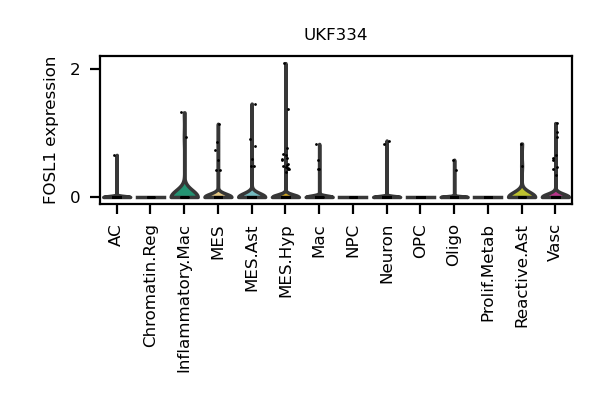 UKF334
FOSL1 expression
2
0
AC
Chromatin.Reg
Inflammatory.Mac
MES
MES.Ast
MES.Hyp
Mac
NPC
Neuron
OPC
Oligo
Prolif.Metab
Reactive.Ast
Vasc